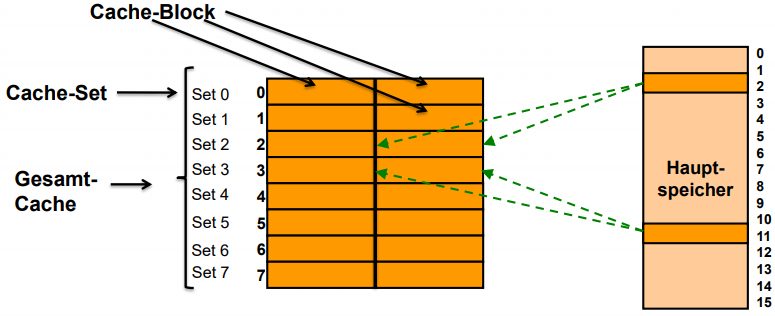 Cache-Block
Cache-Set
Gesamt-
Cache
Set 0 0
Set 1 1
Set 2 2
Set 3 3
Set 4 4
Set 5 5
Set 6 6
Set 7 7
Haupt-
speicher
0
1
2
3
4
5
6
7
8
9
10
11
12
13
14
15